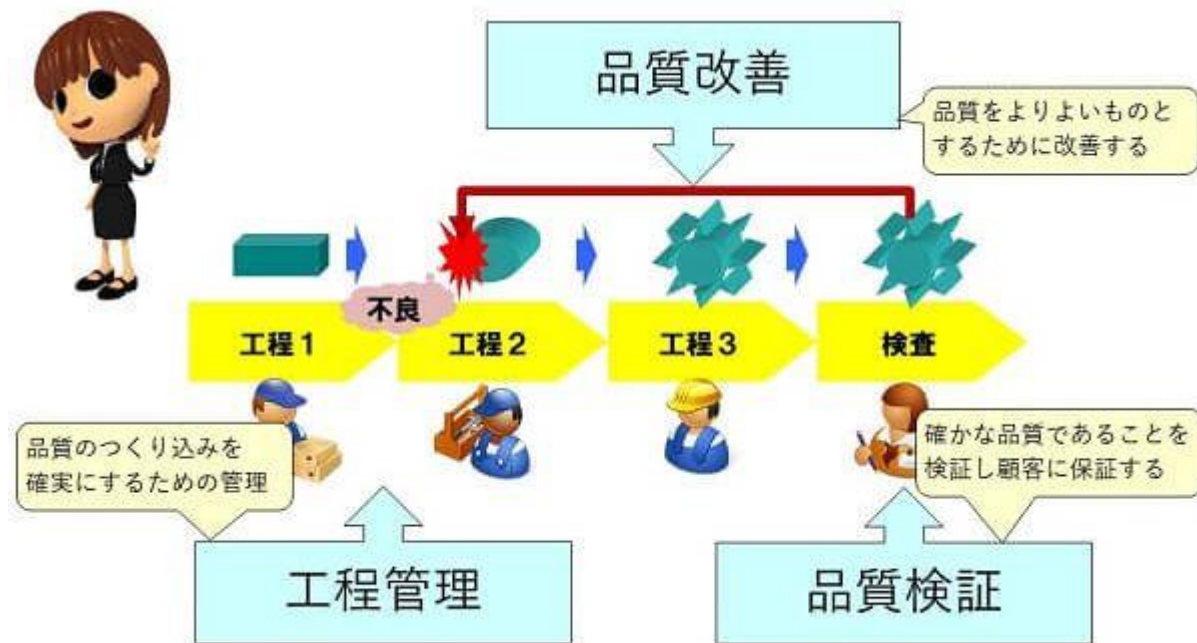 品質改善
品質をよりよいものと
するために改善する
不良
工程1
工程2
工程3
検査
品質のつくり込みを
確実にするための管理
確かな品質であることを
検証し顧客に保証する
工程管理
品質検証